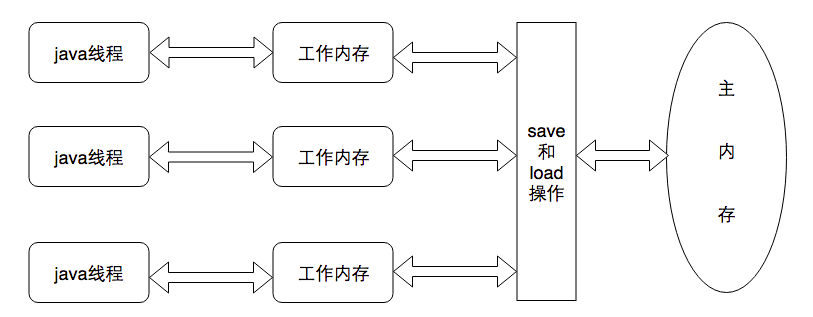 java线程
工作内存
java线程
工作内存
java线程
工作内存
save
和
load
操作
主
内
存